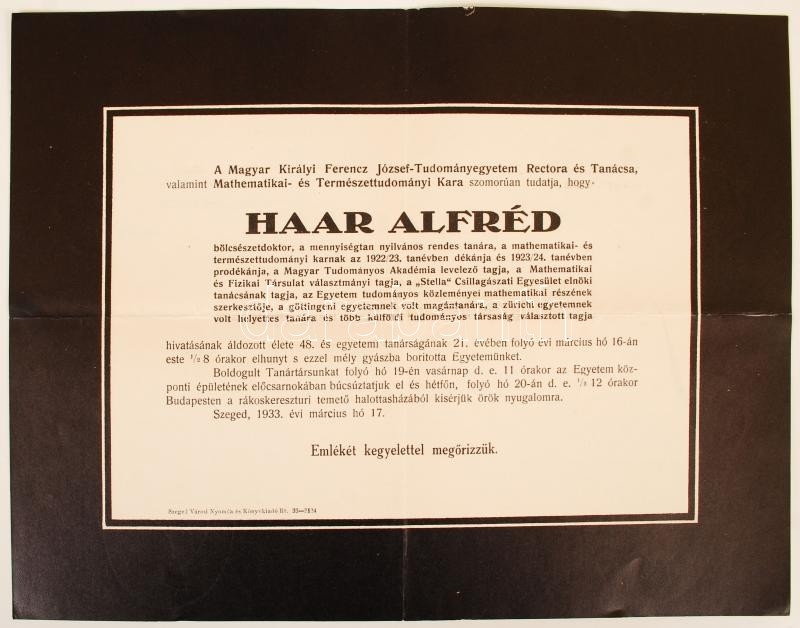 A Magyar Királyi Ferencz József-Tudományegyetem Rectora és Tanácsa,
valamint Mathematikai- és Természettudományi Kara szomorúan tudatja, hogy
HAAR ALFRÉD
bölcsészetdoktor, a mennyiségtan nyilvános rendes tanára, a mathematikai- és
természettudományi karnak az 1922/23. tanévben dékánja és 1923/24. tanévben
prodékánja, a Magyar Tudományos Akadémia levelező tagja, a Mathematikai
és Fizikai Társulat választmányi tagja, a „Stella" Csillagászati Egyesület elnöki
tanácsának tagja, az Egyetem tudományos közleményei mathematikai részének
szerkesztője, a göttingeni egyetemnek volt magántanára, a zürichi egyetemnek
volt helyettes tanára és több külföldi tudományos társaság választott tagja
hivatásának áldozott élete 48. és egyetemi tanárságának 21. évében folyó évi március hó 16-án
este 1/2 8 órakor elhunyt s ezzel mély gyászba borította Egyetemünket.
Boldogult Tanártársunkat folyó hó 19-én vasárnap d. e. 11 órakor az Egyetem köz-
ponti épületének előcsarnokában búcsúztatjuk el és hétfőn, folyó hó 20-án d. e. 1/2 12 órakor
Budapesten a rákoskereszturi temető halottasházából kisérjük örök nyugalomra.
Szeged, 1933. évi március hó 17.
Emlékét kegyelettel megőrizzük.
Szeged Városi Nyomda és Könyvkiadó Rt.